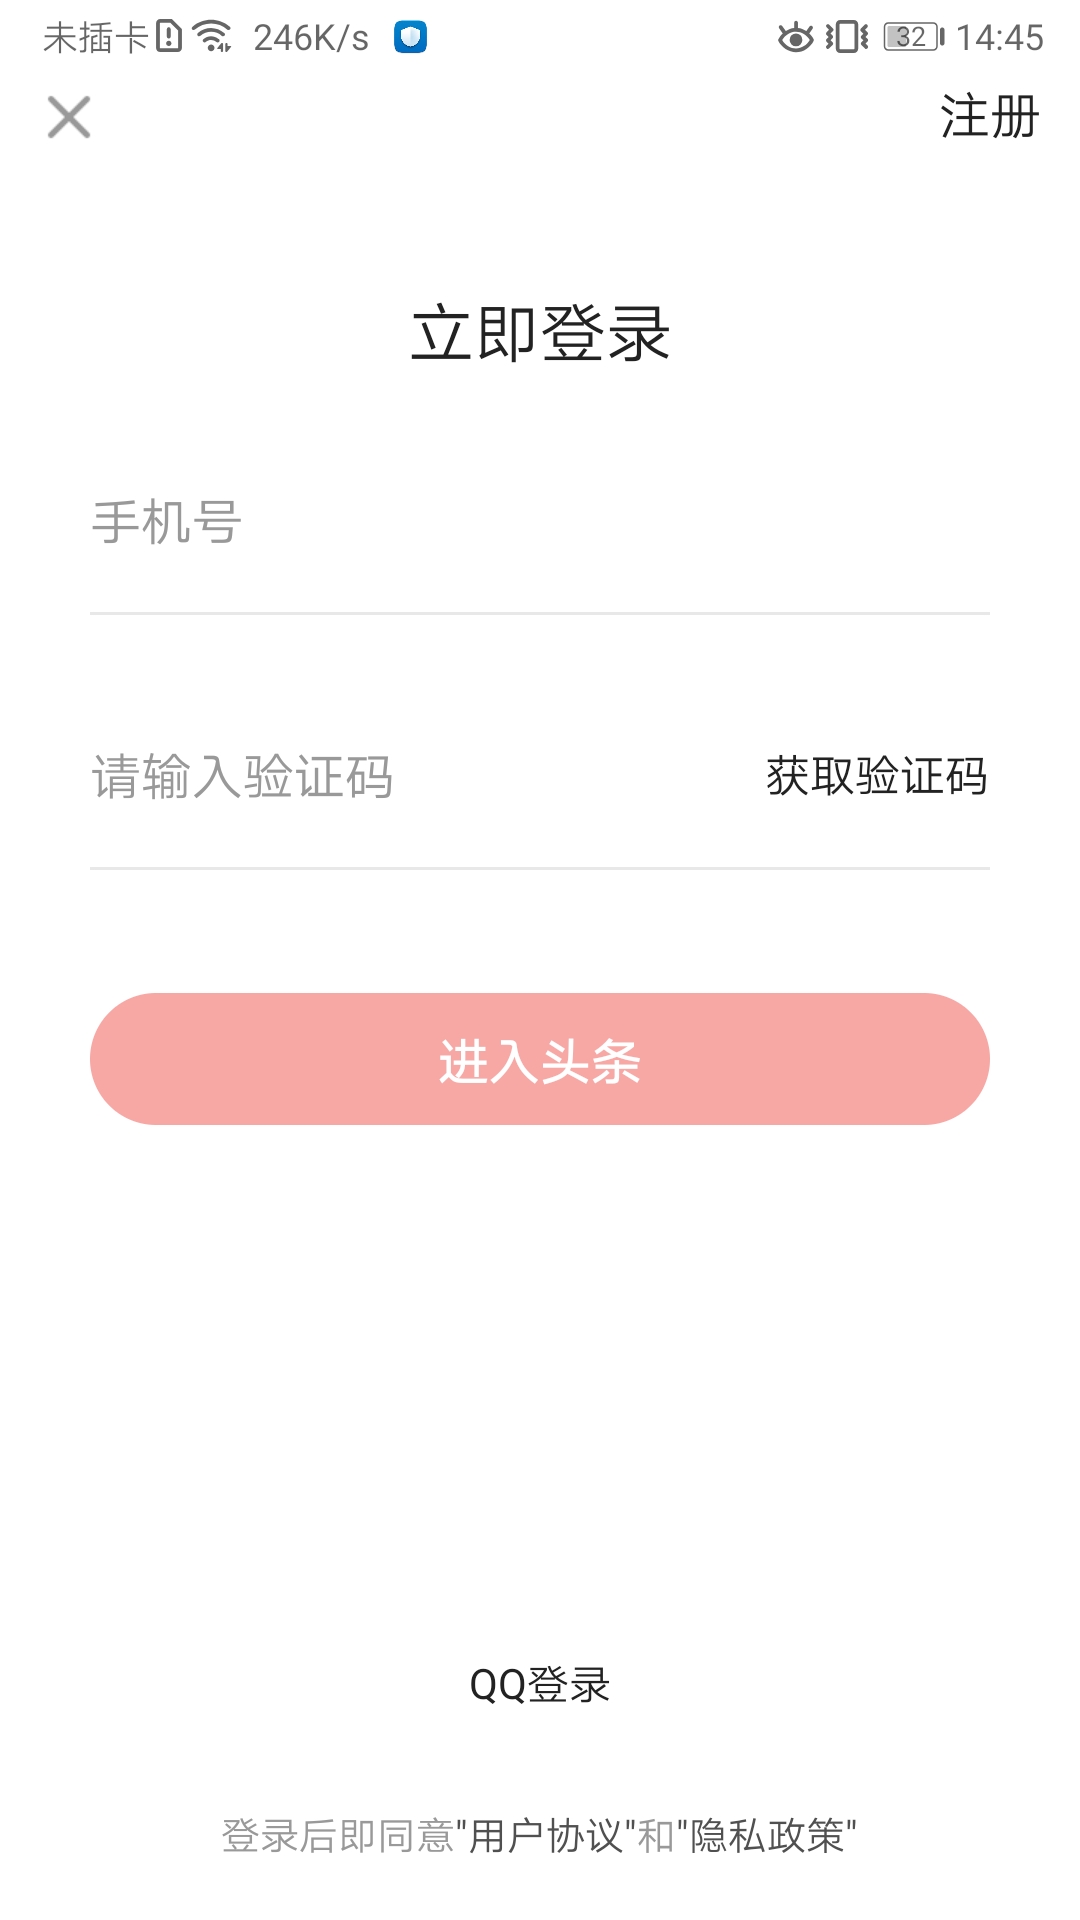 未插卡 246K/s 32 14:45
注册
立即登录
手机号
请输入验证码 获取验证码
进入头条
QQ登录
登录后即同意"用户协议"和"隐私政策"